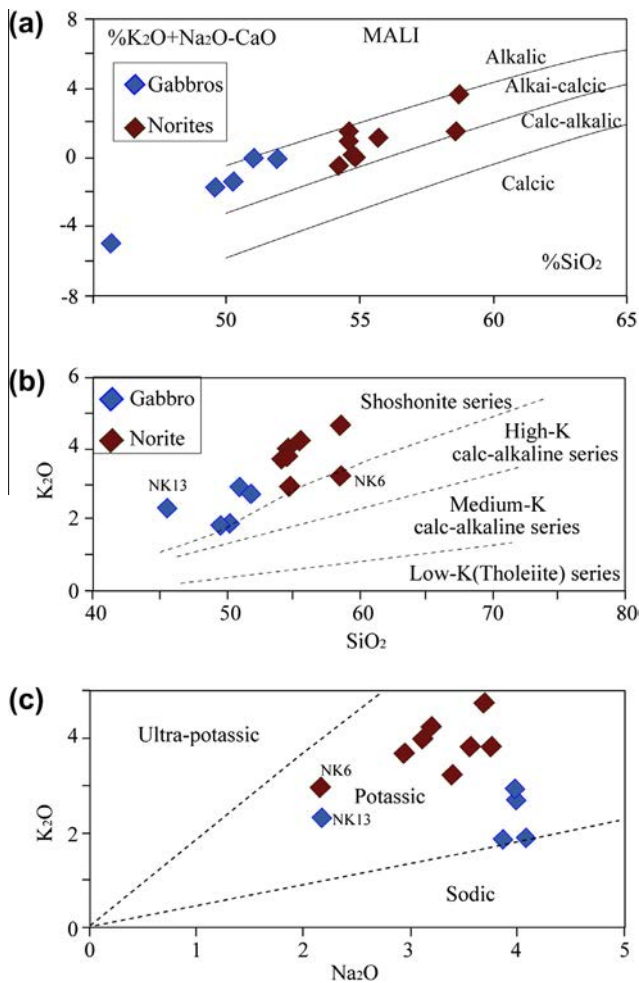 (a)
8
4
0
-4
-8
%K₂O+Na₂O-CaO
MALI
Gabbros
Norites
Alkalic
Alkai-calcic
Calc-alkalic
Calcic
%SiO₂
50
55
60
65
(b)
6
4
2
0
K₂O
Gabbro
Norite
Shoshonite series
High-K
calc-alkaline series
NK13
NK6
Medium-K
calc-alkaline series
Low-K(Tholeiite) series
40
50
60
70
800
SiO₂
(c)
4
2
0
K₂O
Ultra-potassic
NK6
Potassic
NK13
Sodic
0
1
2
3
4
5
Na₂O